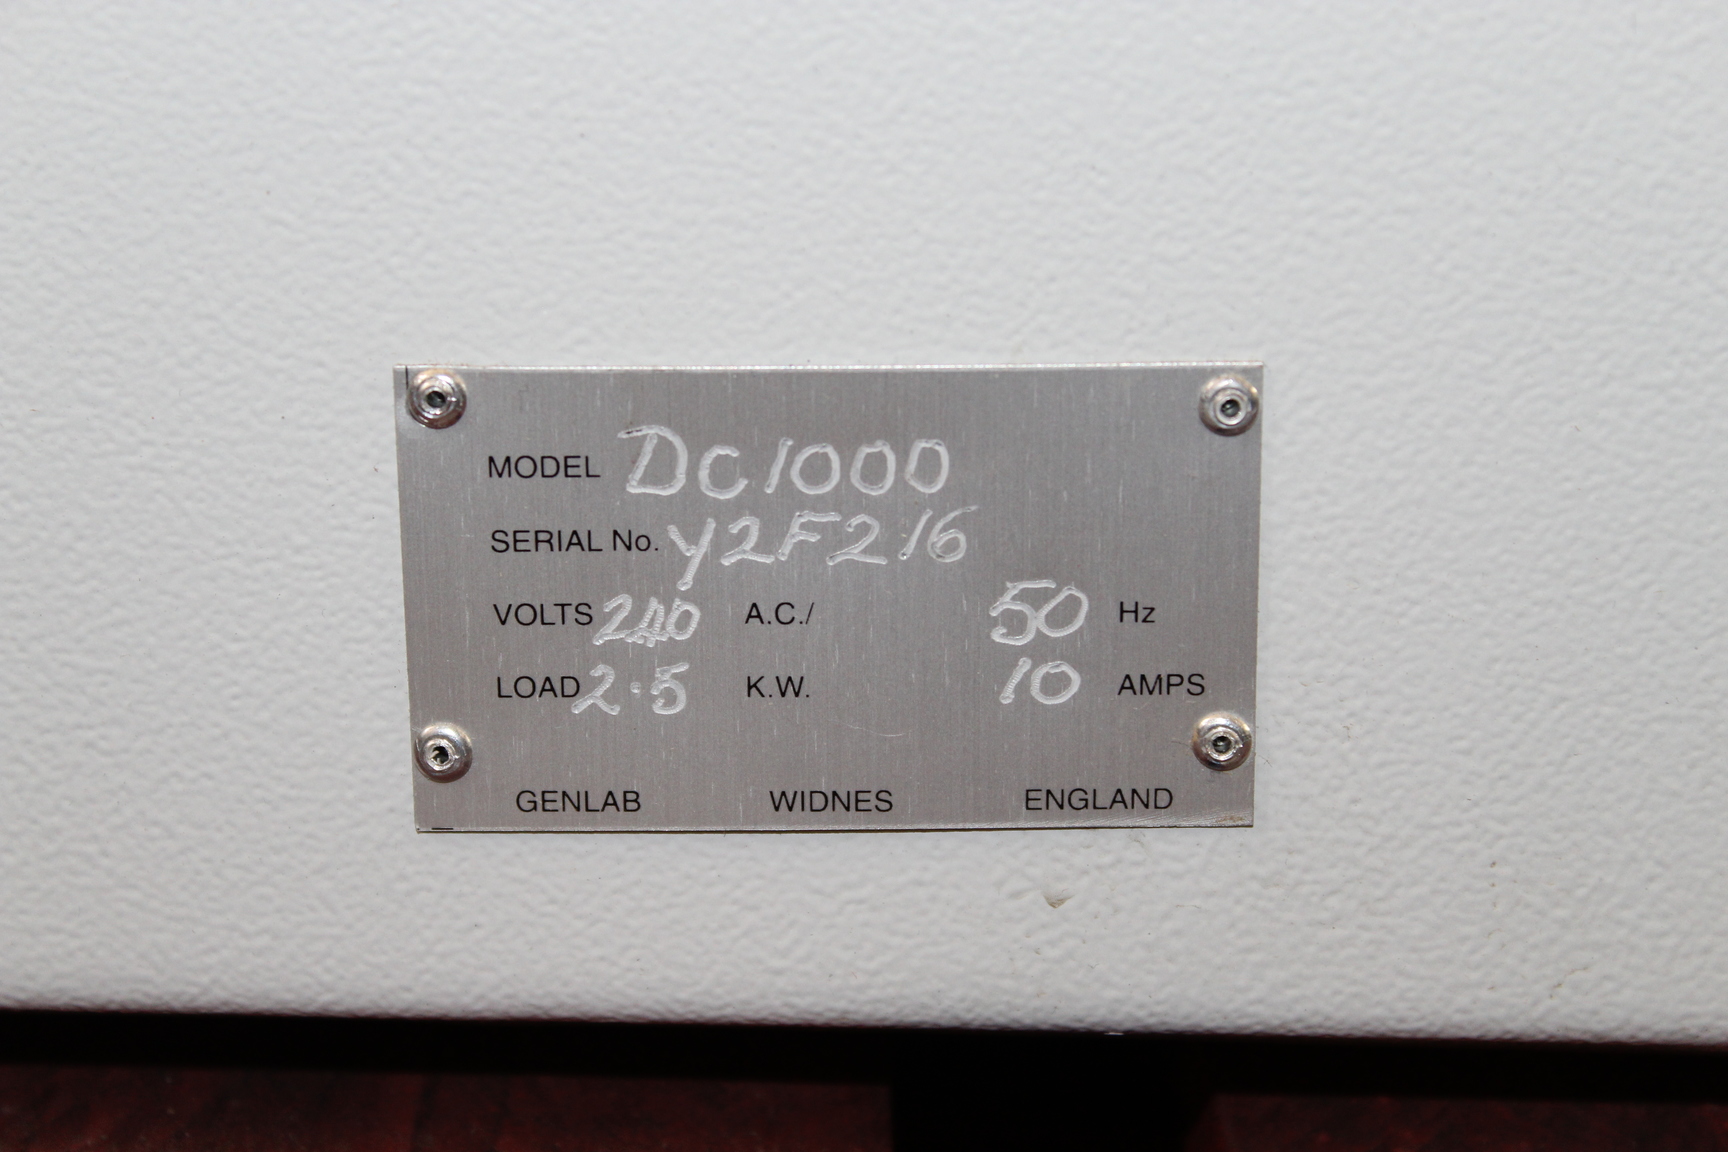 MODEL DC1000
SERIAL No. Y2F216
VOLTS 240 A.C./ 50 Hz
LOAD 2.5 K.W. 10 AMPS
GENLAB WIDNES ENGLAND